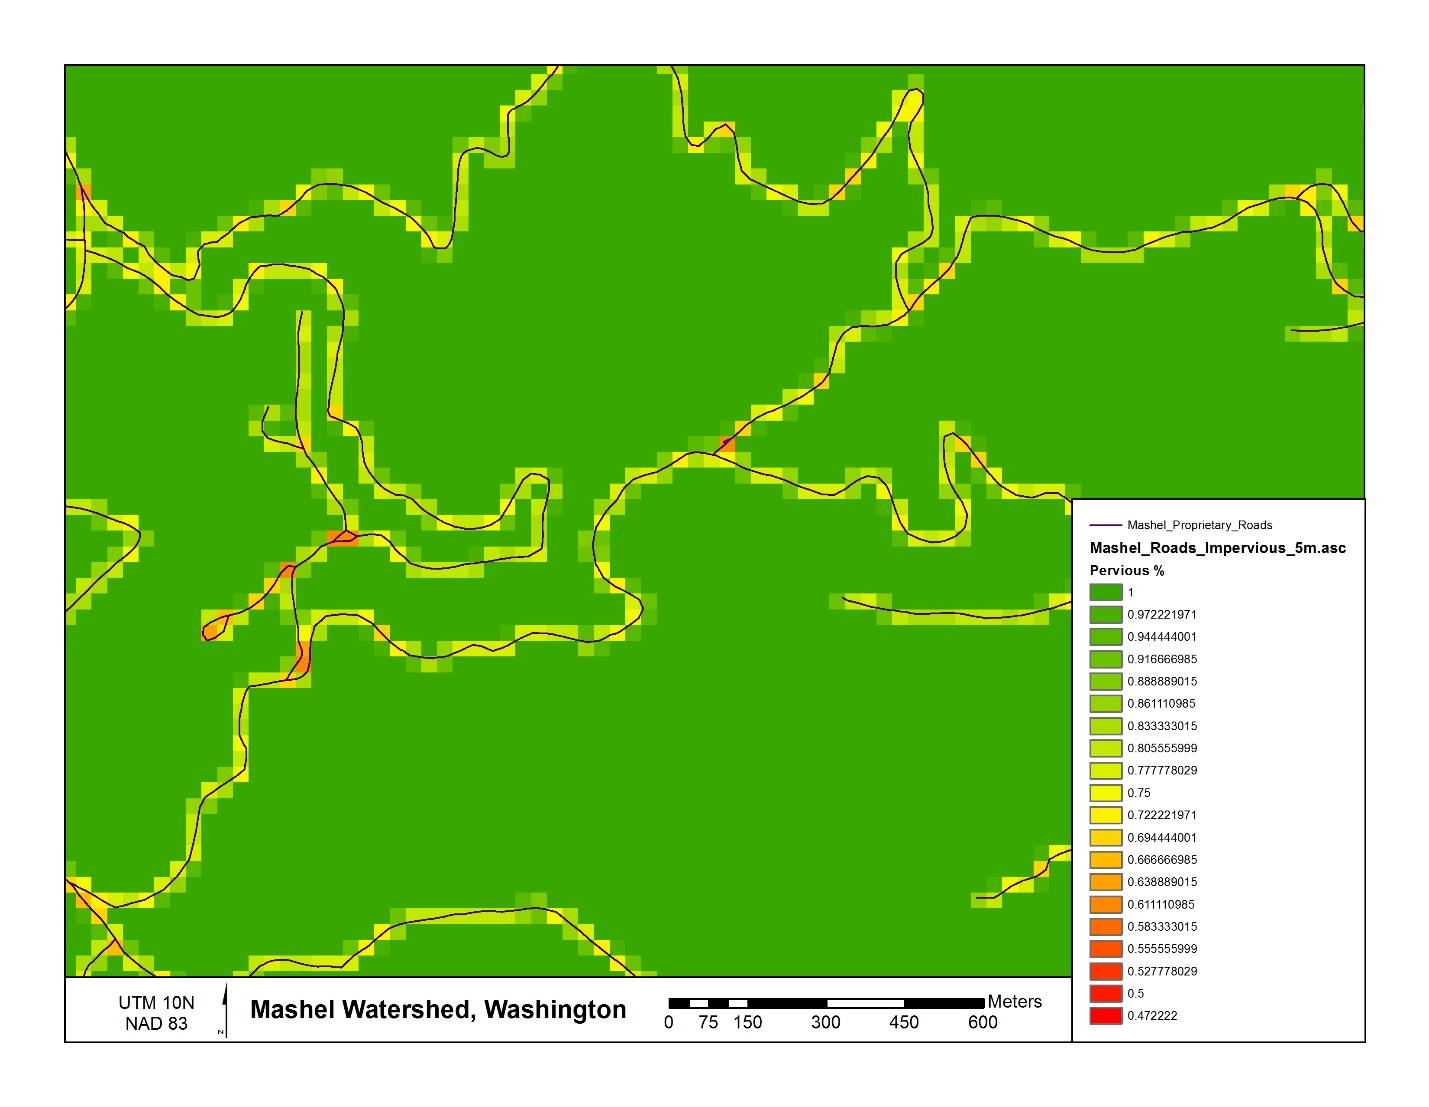 Mashel_Proprietary_Roads
Mashel_Roads_Impervious_5m.asc
Pervious %
1
0.972221971
0.944444001
0.916666985
0.888889015
0.861110985
0.833333015
0.805555999
0.777778029
0.75
0.722221971
0.694444001
0.666666985
0.638889015
0.611110985
0.583333015
0.555555999
0.527778029
0.5
0.472222
UTM 10N
NAD 83
N
Mashel Watershed, Washington
Meters
0 75 150 300 450 600